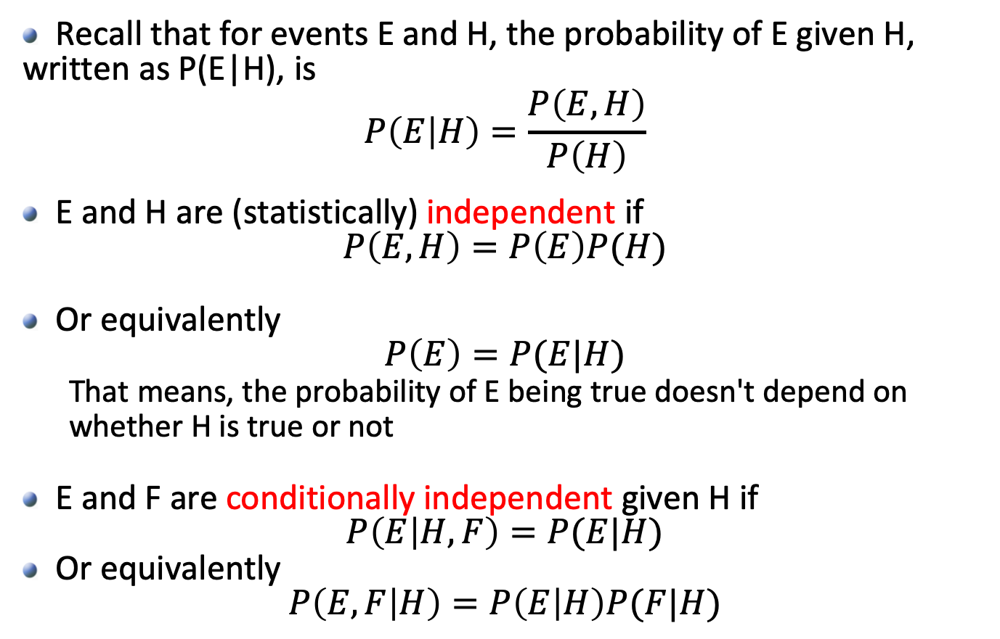 • Recall that for events E and H, the probability of E given H,
written as P(E|H), is
P(E|H) = P(E,H) / P(H)
• E and H are (statistically) independent if
P(E,H) = P(E)P(H)
• Or equivalently
P(E) = P(E|H)
That means, the probability of E being true doesn't depend on
whether H is true or not
• E and F are conditionally independent given H if
P(E|H,F) = P(E|H)
• Or equivalently
P(E,F|H) = P(E|H)P(F|H)